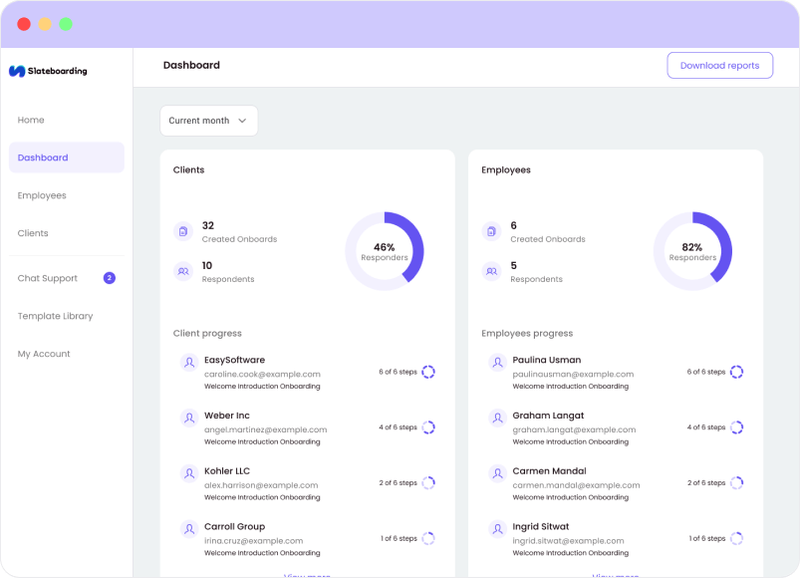 Slateboarding
Dashboard
Download reports
Home
Dashboard
Employees
Clients
Chat Support
2
Template Library
My Account
Current month
Clients
32
Created Onboards
10
Respondents
46%
Responders
Client progress
EasySoftware
caroline.cook@example.com
Welcome Introduction Onboarding
6 of 6 steps
Weber Inc
angel.martinez@example.com
Welcome Introduction Onboarding
4 of 6 steps
Kohler LLC
alex.harrison@example.com
Welcome Introduction Onboarding
2 of 6 steps
Carroll Group
irina.cruz@example.com
Welcome Introduction Onboarding
1 of 6 steps
View more
Employees
6
Created Onboards
5
Respondents
82%
Responders
Employees progress
Paulina Usman
paulinausman@example.com
Welcome Introduction Onboarding
6 of 6 steps
Graham Langat
graham.langat@example.com
Welcome Introduction Onboarding
4 of 6 steps
Carmen Mandal
carmen.mandal@example.com
Welcome Introduction Onboarding
2 of 6 steps
Ingrid Sitwat
ingrid.sitwat@example.com
Welcome Introduction Onboarding
1 of 6 steps
View more